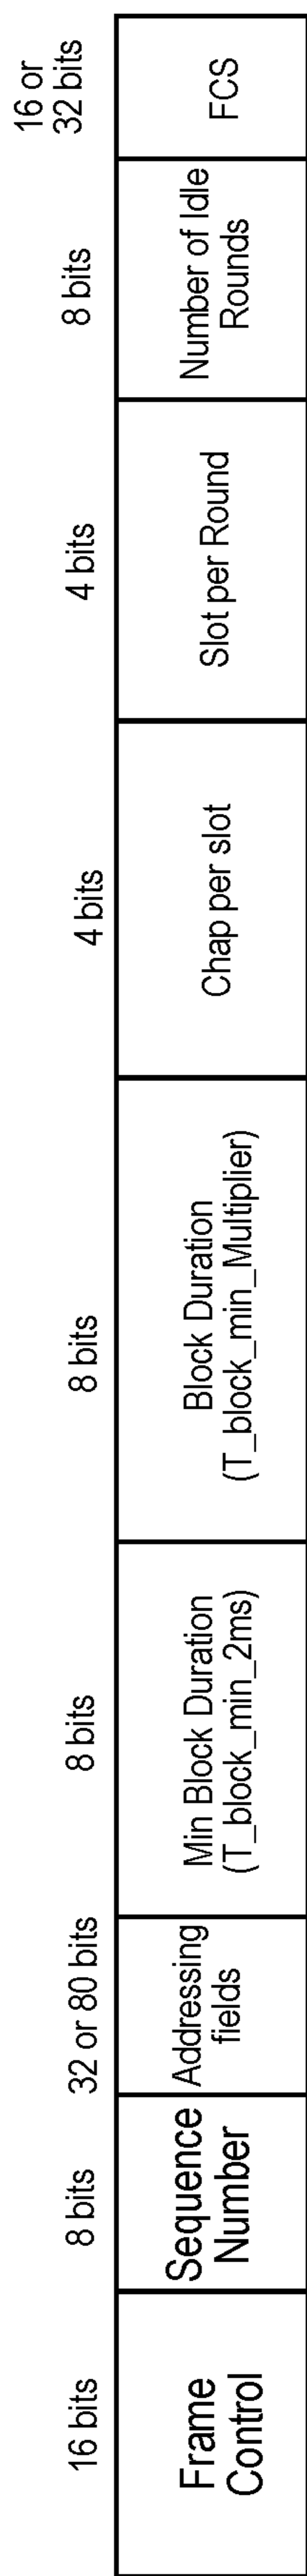 16 bits
8 bits
32 or 80 bits
8 bits
8 bits
4 bits
4 bits
8 bits
16 or
32 bits
Frame
Control
Sequence
Number
Addressing
fields
Min Block Duration
(T_block_min_2ms)
Block Duration
(T_block_min_Multiplier)
Chap per slot
Slot per Round
Number of Idle
Rounds
FCS